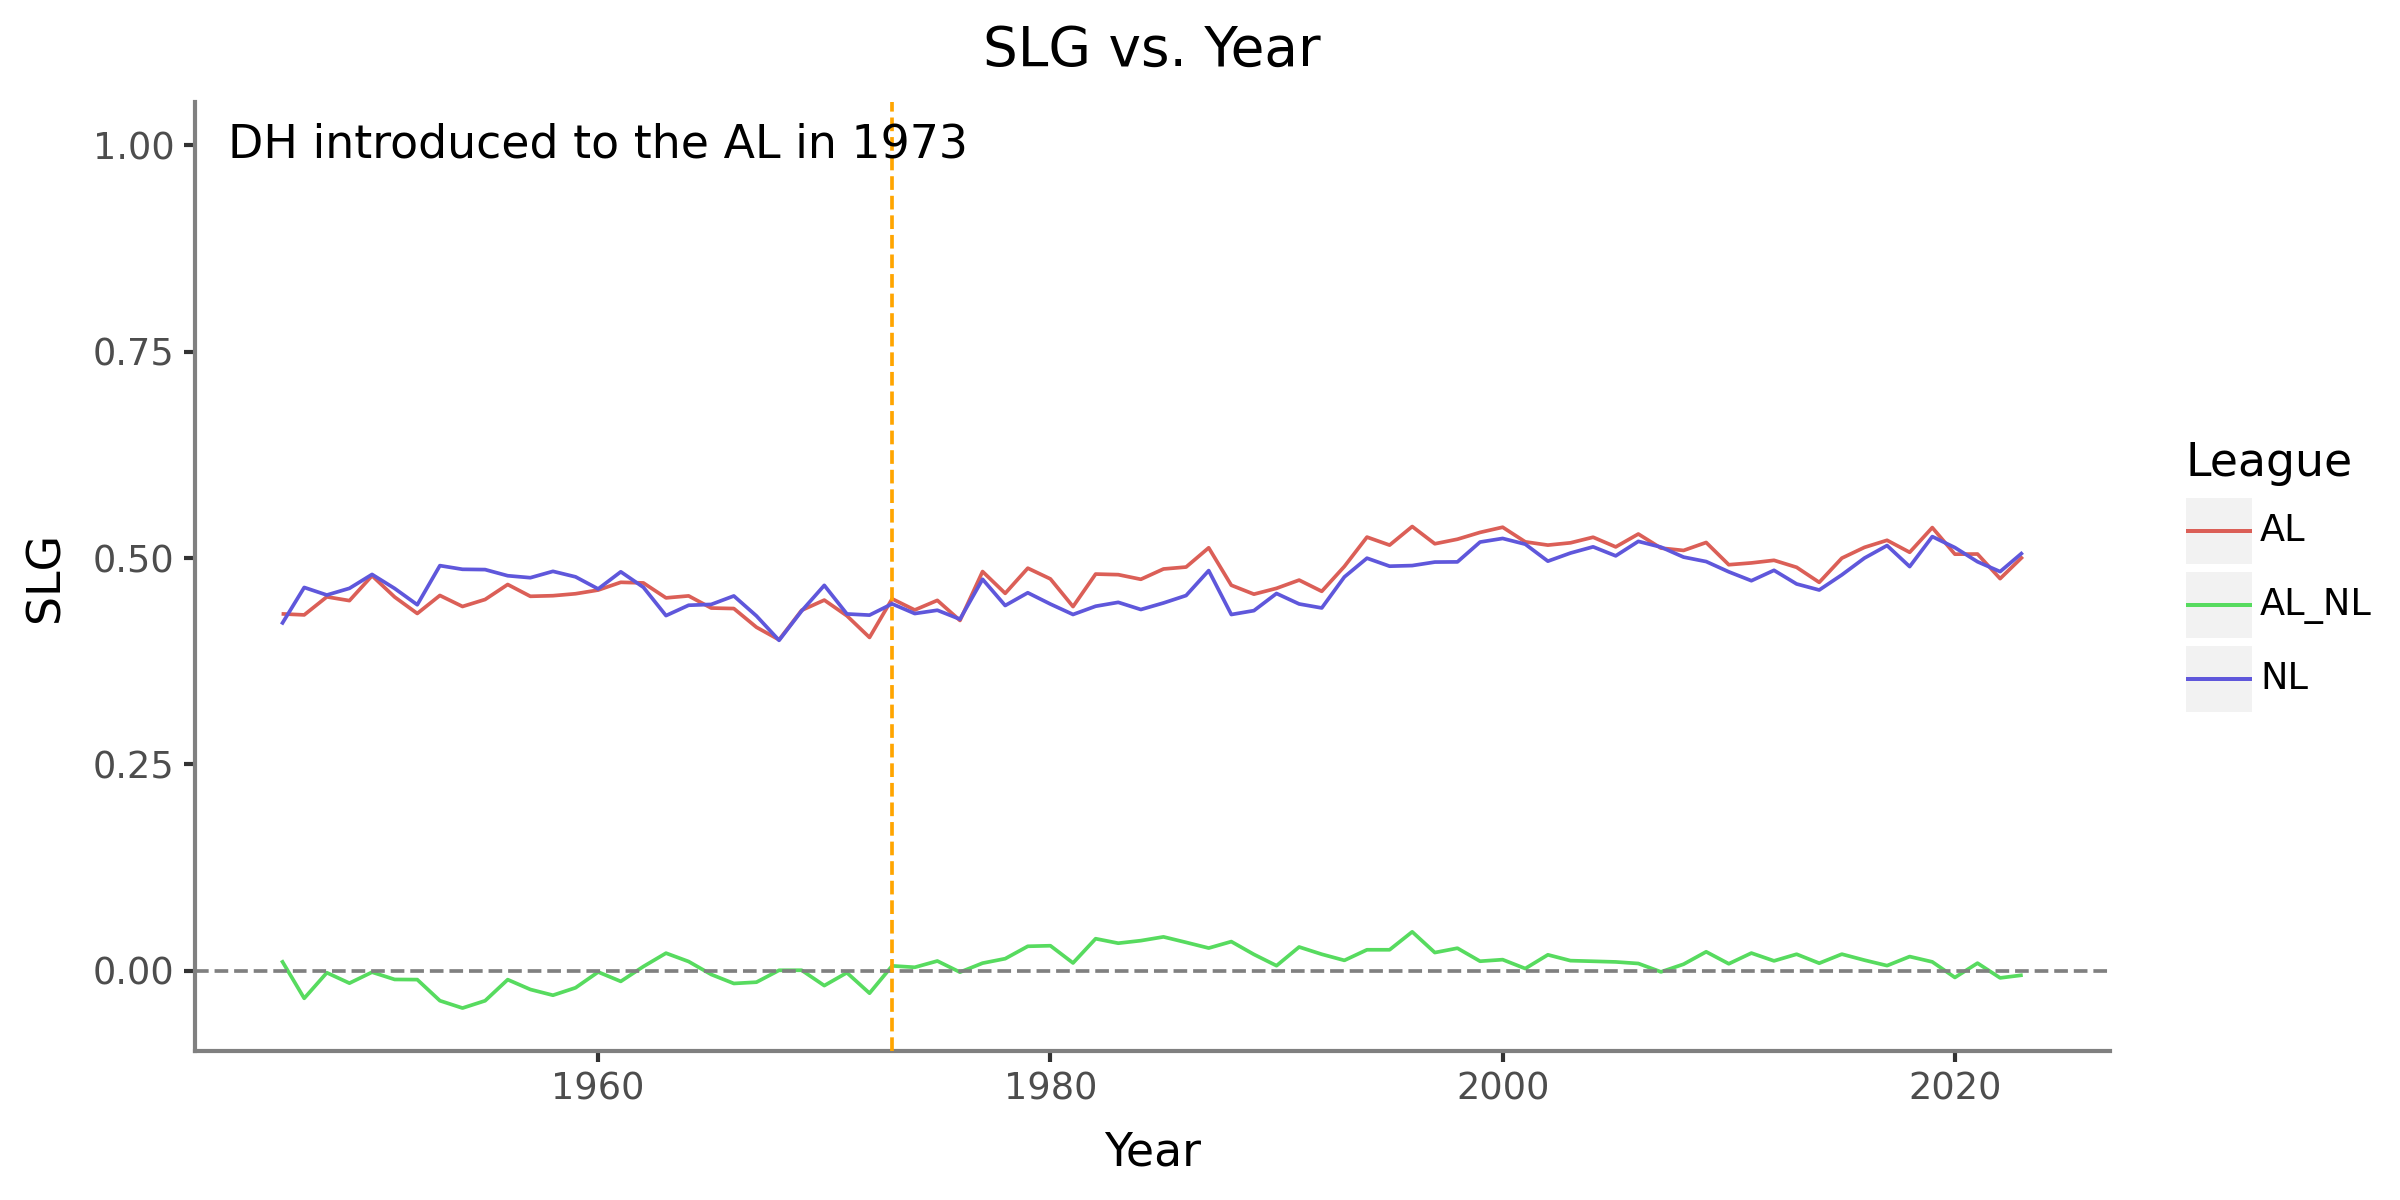 SLG vs. Year
DH introduced to the AL in 1973
1.00
0.75
0.50
0.25
0.00
SLG
1960 1980 2000 2020
Year
League
AL
AL_NL
NL